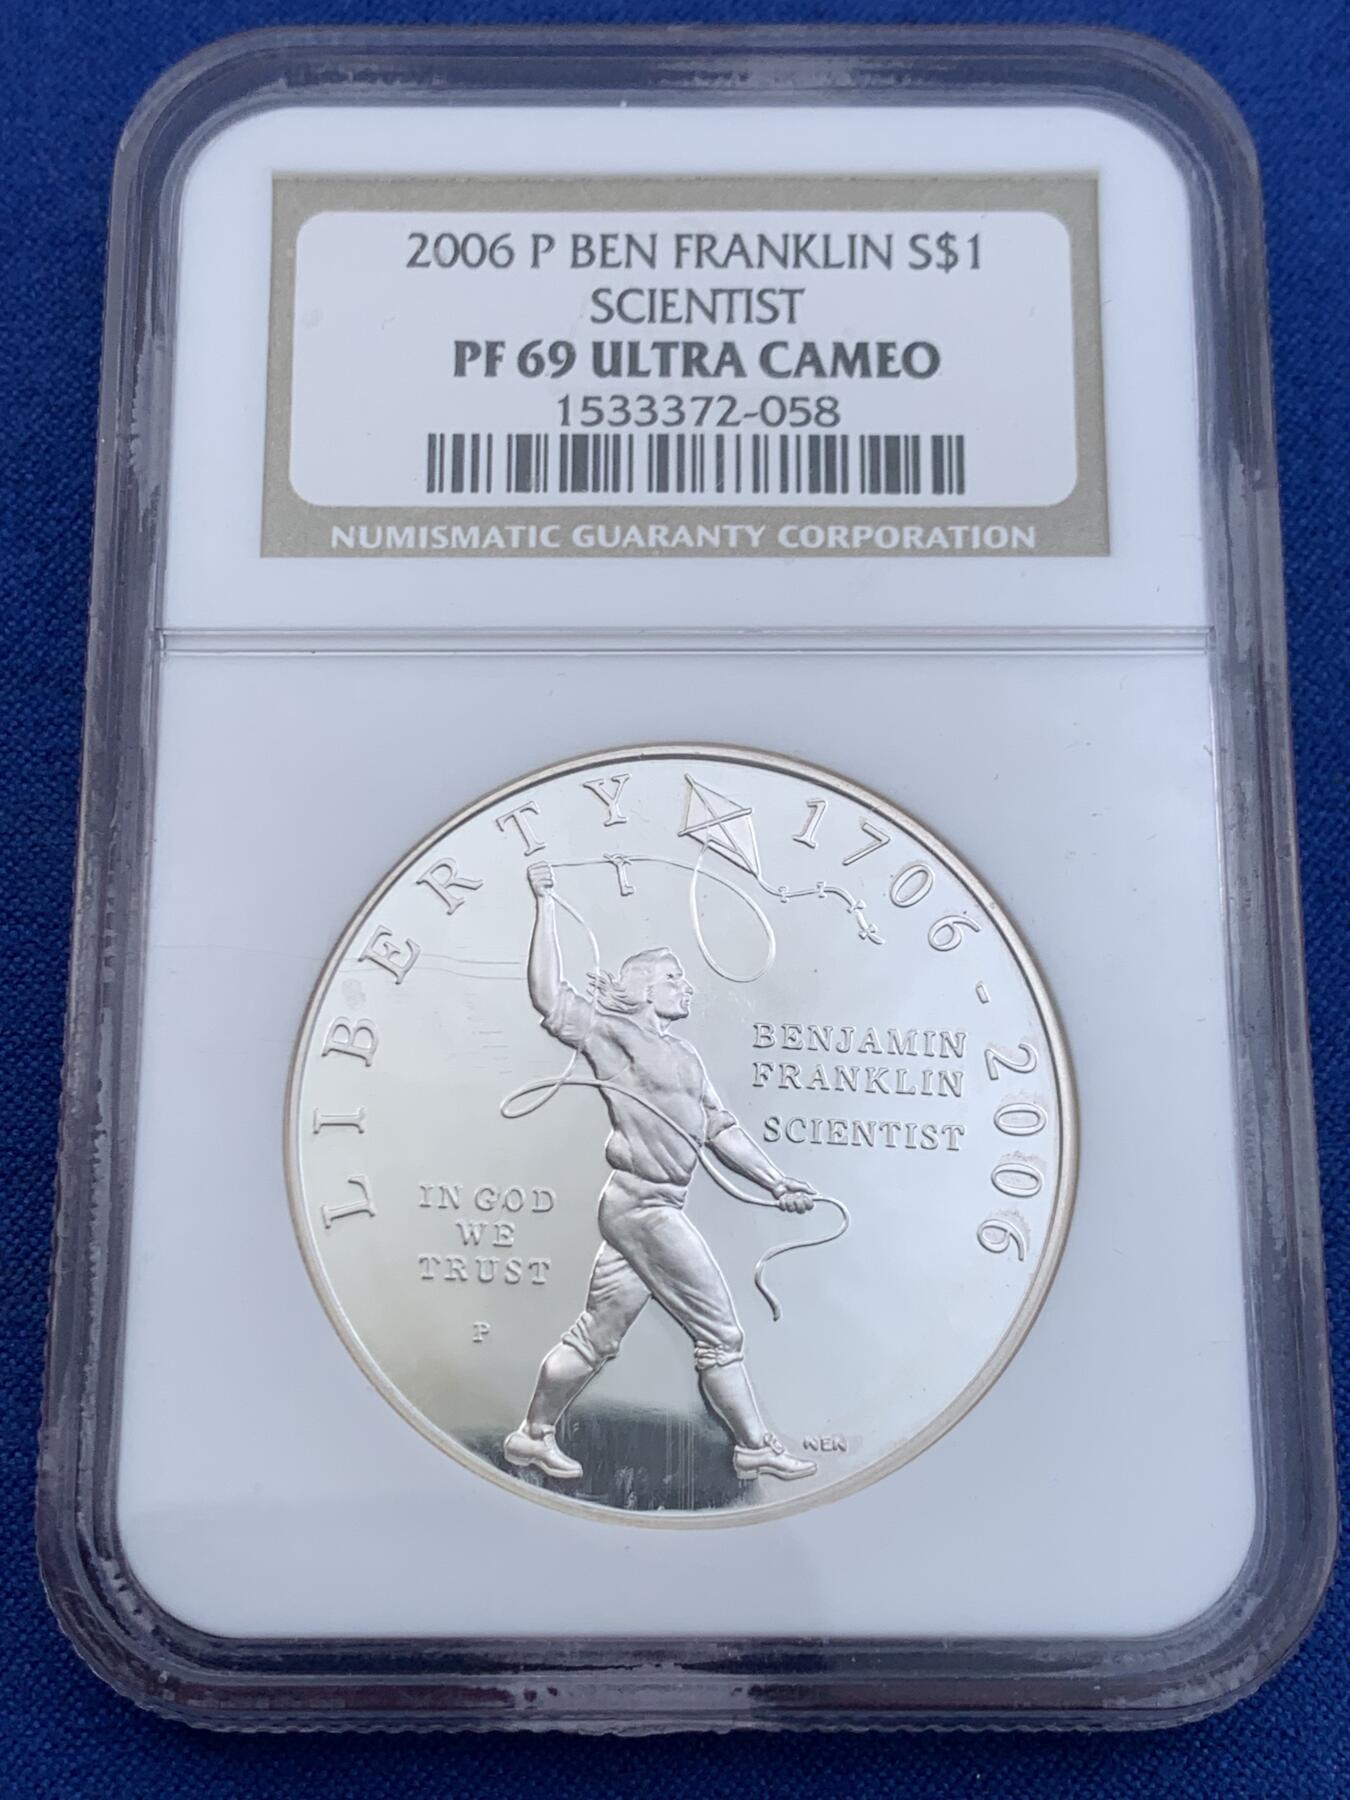 2006 P BEN FRANKLIN S$1
SCIENTIST
PF 69 ULTRA CAMEO
1533372-058
NUMISMATIC GUARANTY CORPORATION
LIBERTY 1706-2006
BENJAMIN
FRANKLIN
SCIENTIST
IN GOD
WE
TRUST
P